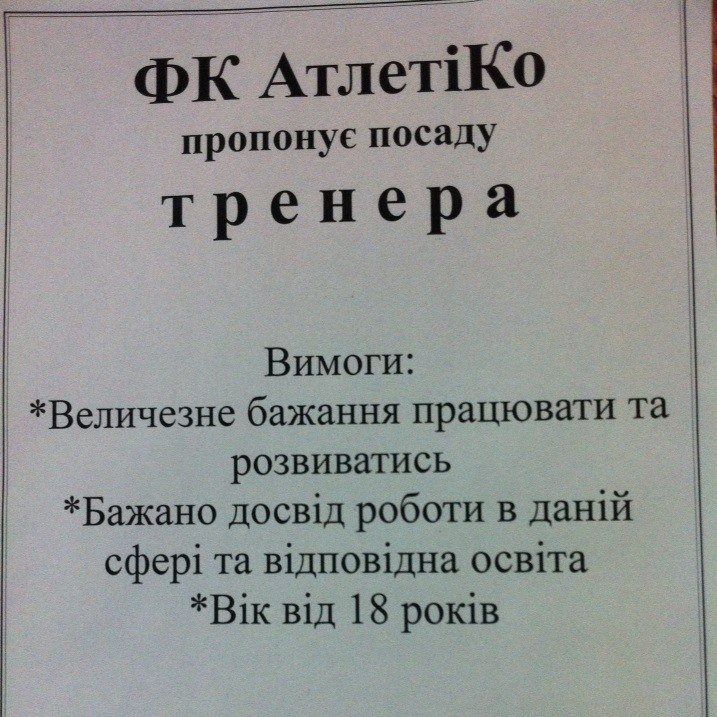 ФК АтлетіКо
пропонує посаду
т р е н е р а
Вимоги:
*Величезне бажання працювати та
розвиватись
*Бажано досвід роботи в даній
сфері та відповідна освіта
*Вік від 18 років